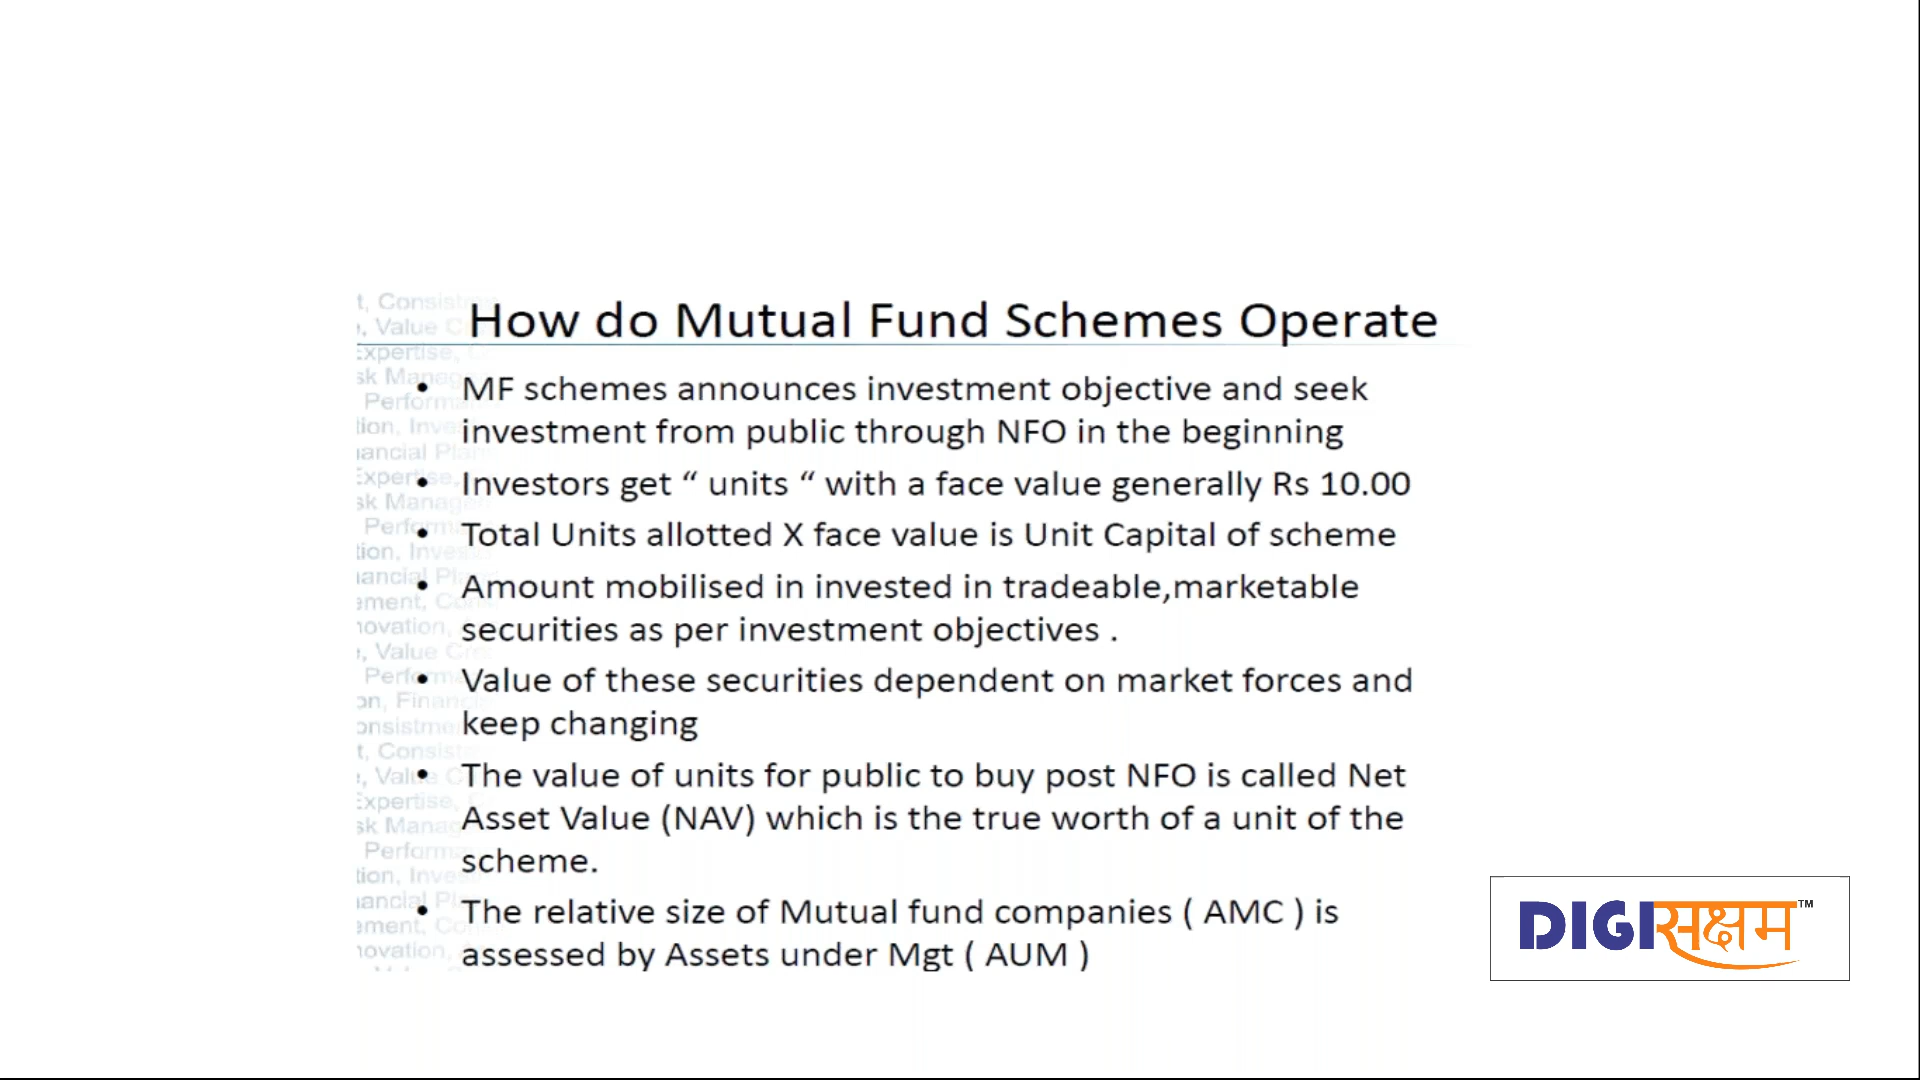 How do Mutual Fund Schemes Operate
• MF schemes announces investment objective and seek
investment from public through NFO in the beginning
• Investors get “ units “ with a face value generally Rs 10.00
• Total Units allotted X face value is Unit Capital of scheme
• Amount mobilised in invested in tradeable,marketable
securities as per investment objectives .
• Value of these securities dependent on market forces and
keep changing
• The value of units for public to buy post NFO is called Net
Asset Value (NAV) which is the true worth of a unit of the
scheme.
• The relative size of Mutual fund companies ( AMC ) is
assessed by Assets under Mgt ( AUM )
DIGIसक्षम™